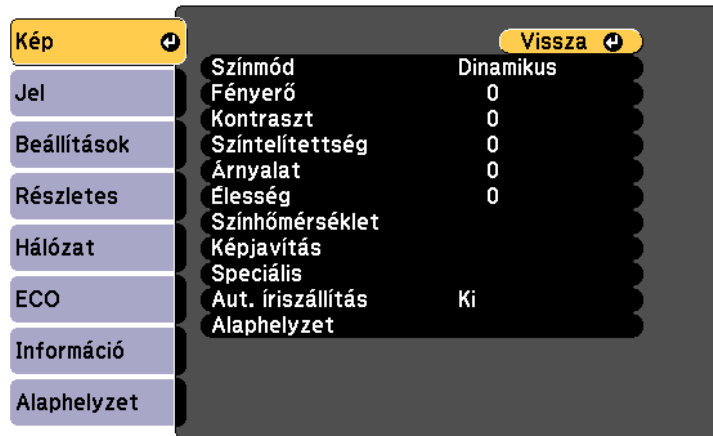 Kép
Jel
Beállítások
Részletes
Hálózat
ECO
Információ
Alaphelyzet
Vissza
Színmód Dinamikus
Fényerő 0
Kontraszt 0
Színtelítettség 0
Árnyalat 0
Élesség 0
Színhőmérséklet
Képjavítás
Speciális
Aut. íriszállítás Ki
Alaphelyzet